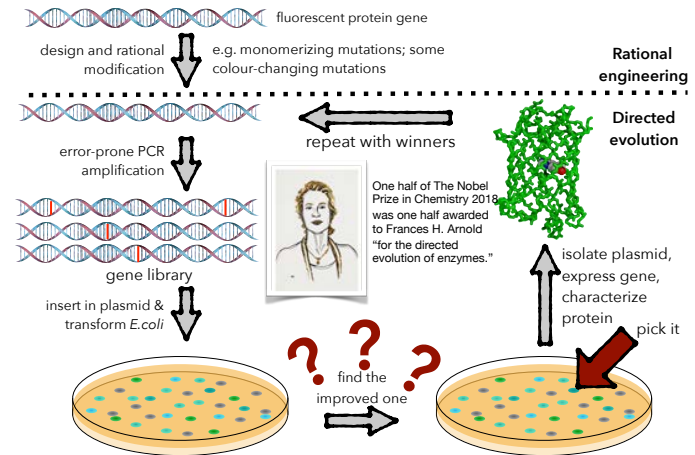 fluorescent protein gene
design and rational
modification
e.g. monomerizing mutations; some
colour-changing mutations
Rational
engineering
Directed
evolution
repeat with winners
error-prone PCR
amplification
One half of The Nobel
Prize in Chemistry 2018
was one half awarded
to Frances H. Arnold
“for the directed
evolution of enzymes.”
gene library
isolate plasmid,
express gene,
characterize
protein
insert in plasmid &
transform E.coli
pick it
? ? ?
find the
improved one